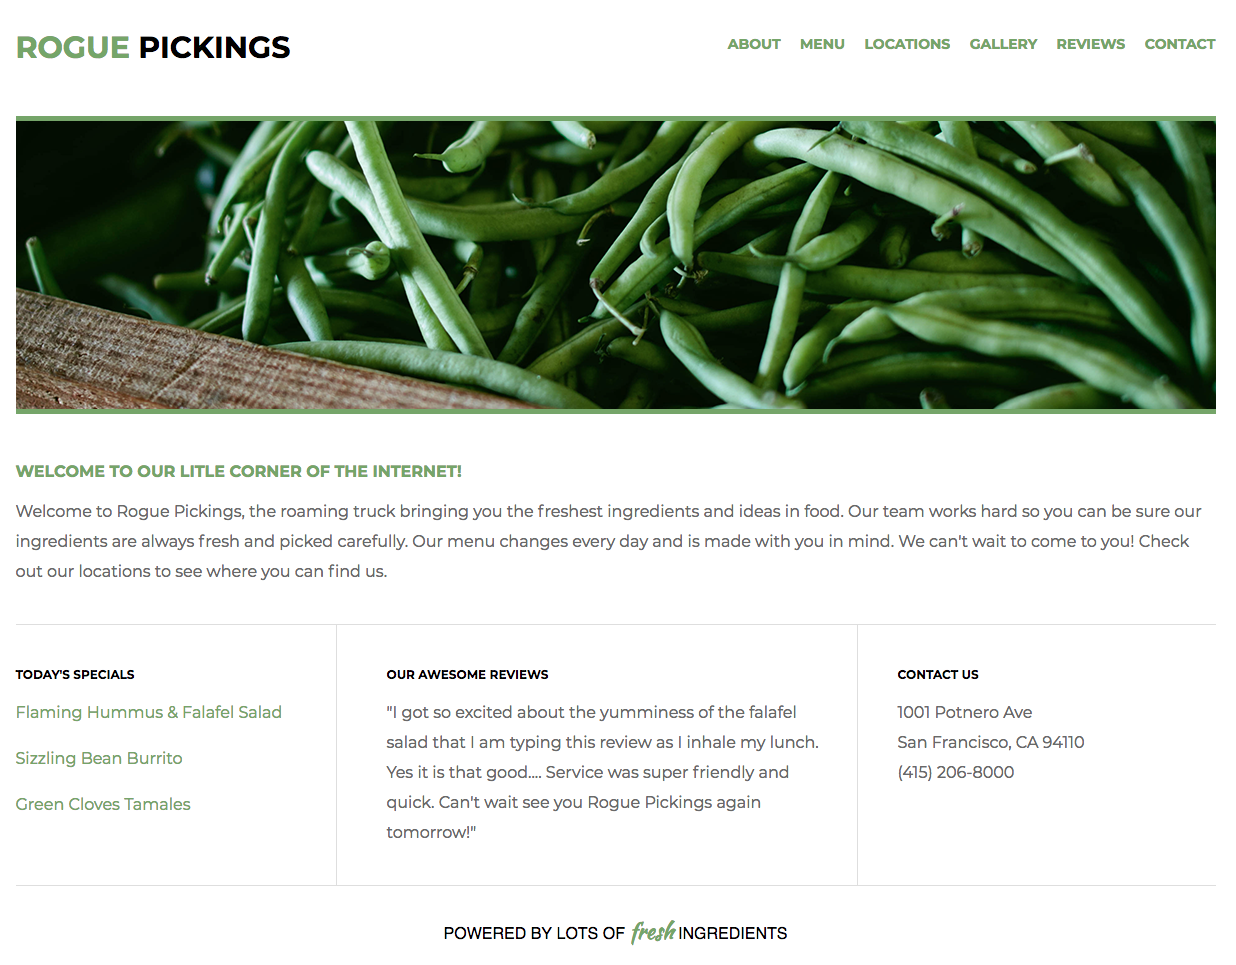 ROGUE PICKINGS
ABOUT MENU LOCATIONS GALLERY REVIEWS CONTACT
WELCOME TO OUR LITLE CORNER OF THE INTERNET!
Welcome to Rogue Pickings, the roaming truck bringing you the freshest ingredients and ideas in food. Our team works hard so you can be sure our
ingredients are always fresh and picked carefully. Our menu changes every day and is made with you in mind. We can't wait to come to you! Check
out our locations to see where you can find us.
TODAY'S SPECIALS
Flaming Hummus & Falafel Salad
Sizzling Bean Burrito
Green Cloves Tamales
OUR AWESOME REVIEWS
"I got so excited about the yumminess of the falafel
salad that I am typing this review as I inhale my lunch.
Yes it is that good.... Service was super friendly and
quick. Can't wait see you Rogue Pickings again
tomorrow!"
CONTACT US
1001 Potnero Ave
San Francisco, CA 94110
(415) 206-8000
POWERED BY LOTS OF fresh INGREDIENTS